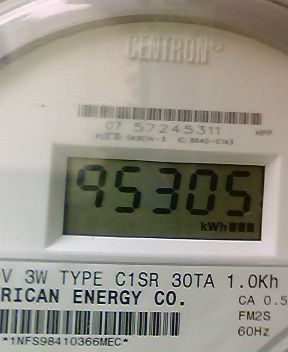 CENTRON
07 57245311 HPP
95305
kWh
V 3W TYPE C1SR 30TA 1.0Kh
RICAN ENERGY CO. CA 0.5
FM2S
60Hz
*1NFS98410366MEC*